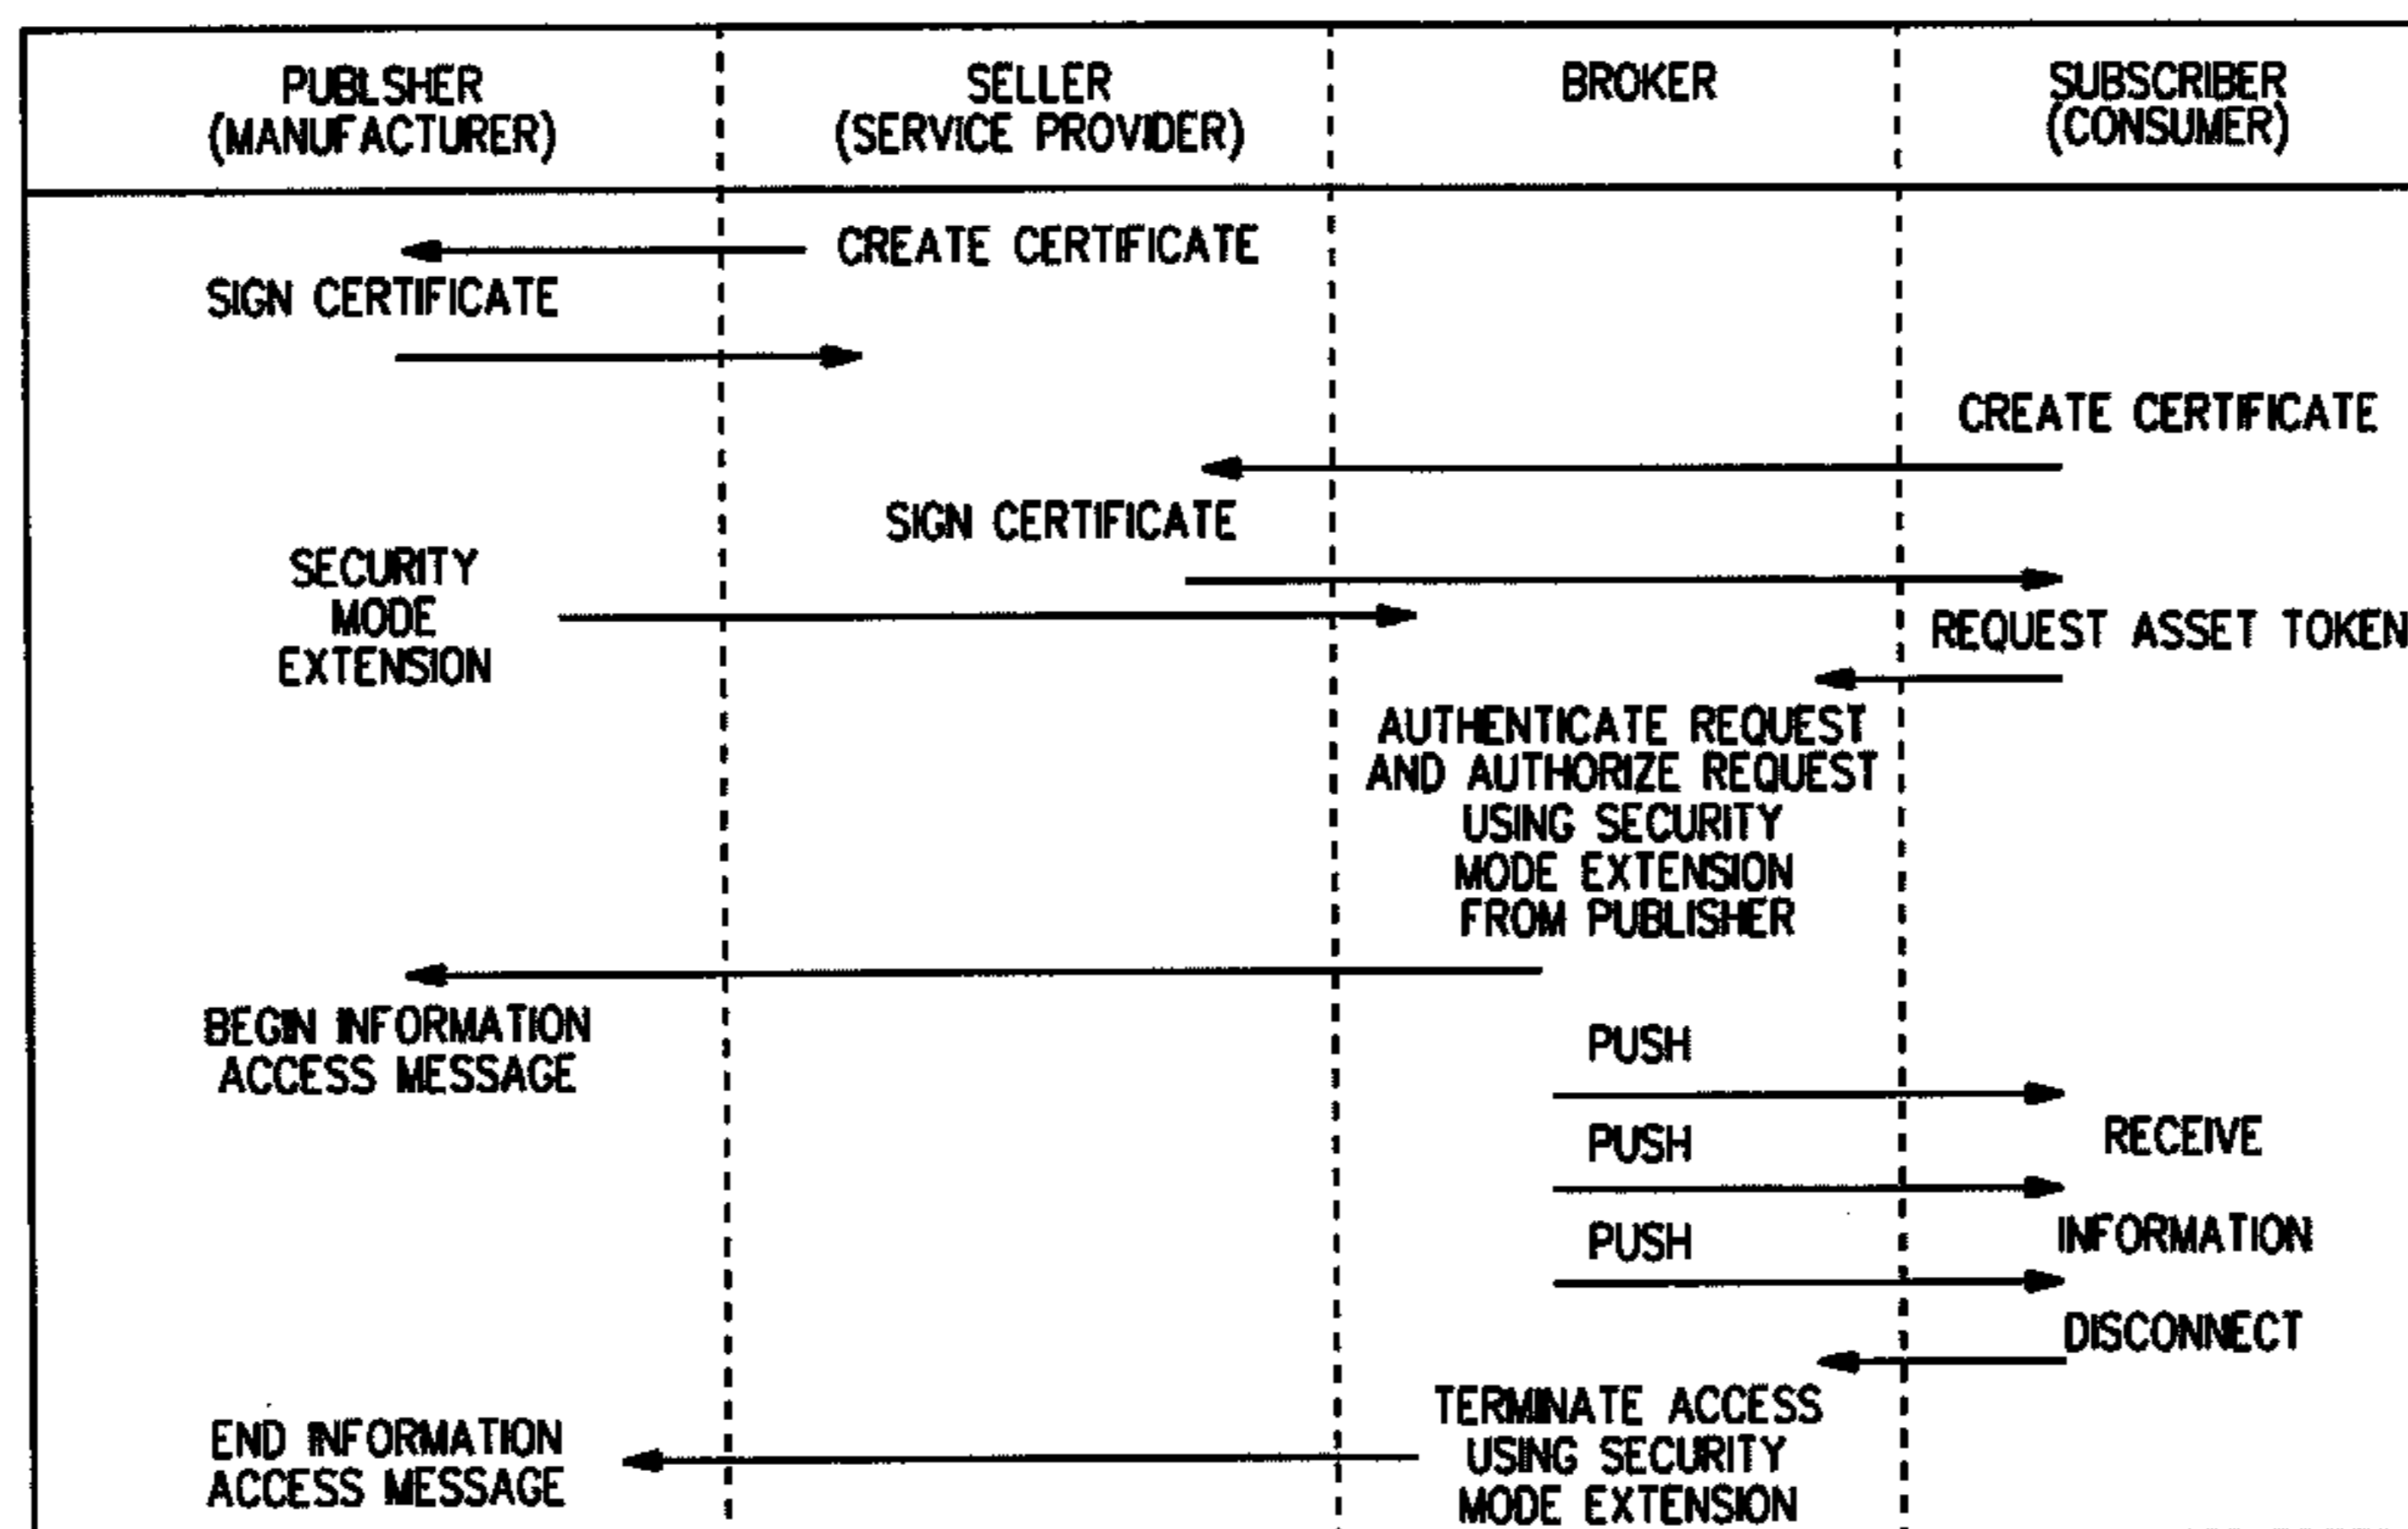 PUBLSHER
(MANUFACTURER)
SELLER
(SERVICE PROVIDER)
BROKER
SUBSCRIBER
(CONSUMER)
CREATE CERTIFICATE
SIGN CERTIFICATE
CREATE CERTIFICATE
SIGN CERTIFICATE
SECURITY
MODE
EXTENSION
REQUEST ASSET TOKEN
AUTHENTICATE REQUEST
AND AUTHORIZE REQUEST
USING SECURITY
MODE EXTENSION
FROM PUBLISHER
BEGIN INFORMATION
ACCESS MESSAGE
PUSH
PUSH
RECEIVE
PUSH
INFORMATION
DISCONNECT
TERMINATE ACCESS
USING SECURITY
MODE EXTENSION
END INFORMATION
ACCESS MESSAGE